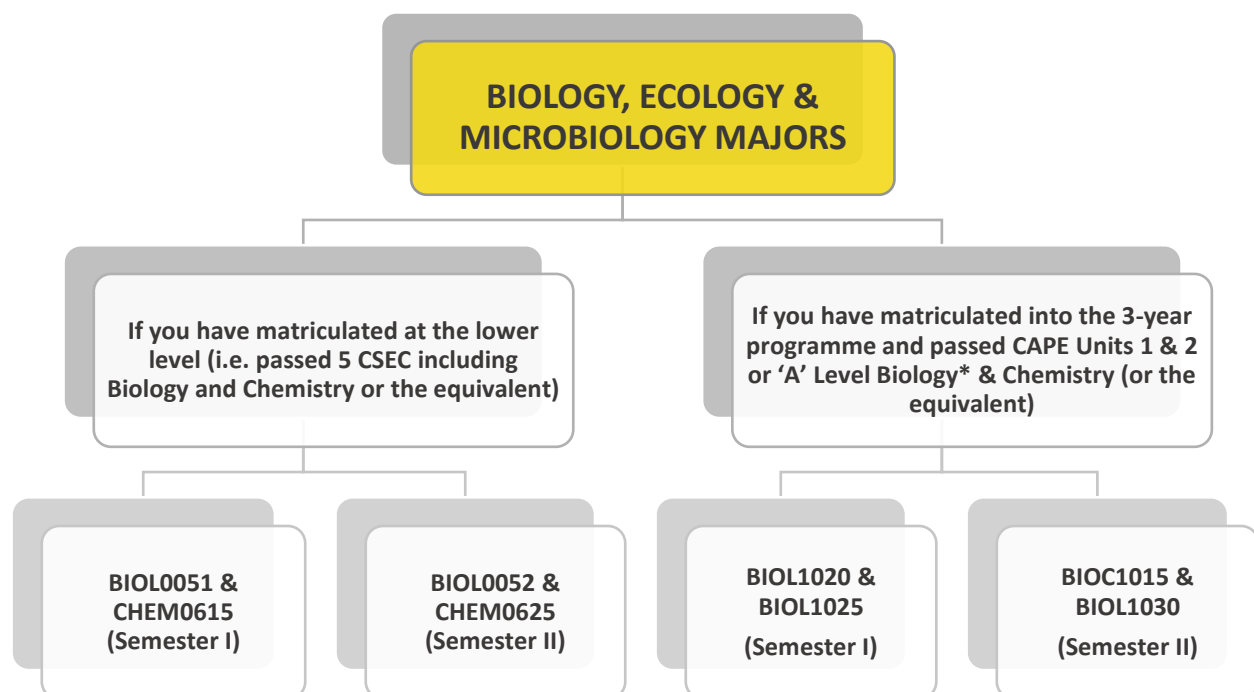 BIOLOGY, ECOLOGY &
MICROBIOLOGY MAJORS
If you have matriculated at the lower
level (i.e. passed 5 CSEC including
Biology and Chemistry or the equivalent)
If you have matriculated into the 3-year
programme and passed CAPE Units 1 & 2
or ‘A’ Level Biology* & Chemistry (or the
equivalent)
BIOL0051 &
CHEM0615
(Semester I)
BIOL0052 &
CHEM0625
(Semester II)
BIOL1020 &
BIOL1025
(Semester I)
BIOC1015 &
BIOL1030
(Semester II)